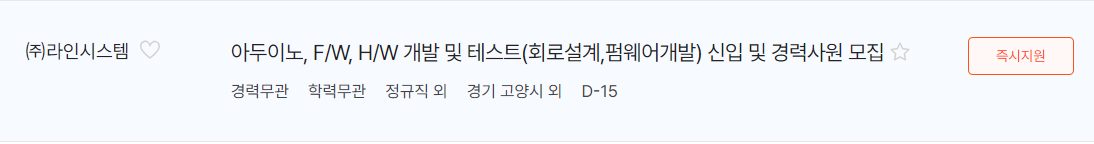 ㈜라인시스템
아두이노, F/W, H/W 개발 및 테스트(회로설계,펌웨어개발) 신입 및 경력사원 모집
즉시지원
경력무관 학력무관 정규직 외 경기 고양시 외 D-15